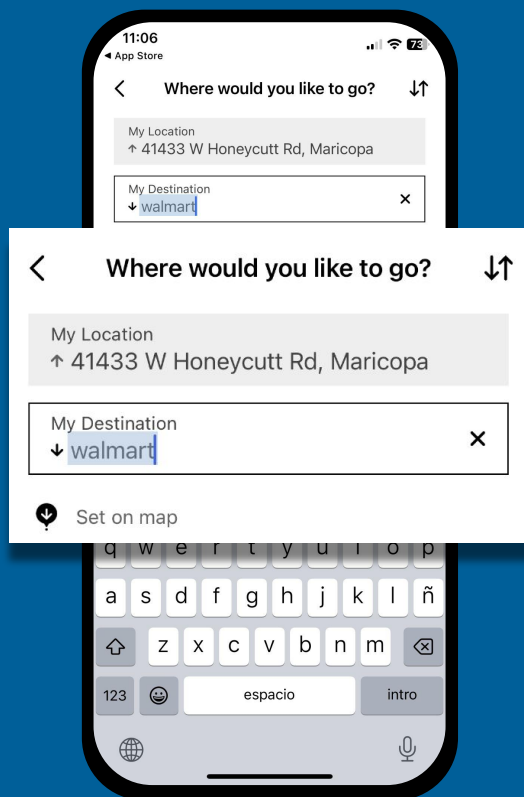 11:06
73
App Store
Where would you like to go?
My Location
41433 W Honeycutt Rd, Maricopa
My Destination
walmart
Where would you like to go?
My Location
41433 W Honeycutt Rd, Maricopa
My Destination
walmart
Set on map
q w e r t y u i o p
a s d f g h j k l ñ
z x c v b n m
123 espacio intro